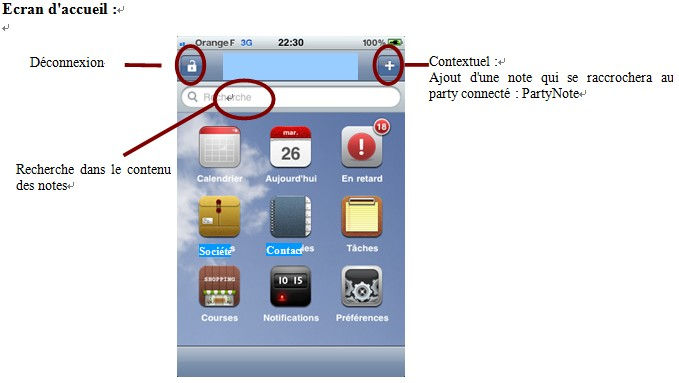 Ecran d'accueil :
Orange F 3G 22:30 100%
Déconnexion
Contextuel :
Ajout d'une note qui se raccrochera au
party connecté : PartyNote
Recherche
Recherche dans le contenu
des notes
mar.
26
18
Calendrier Aujourd'hui En retard
Société Contact Tâches
SHOPPING
10 15
Courses Notifications Préférences